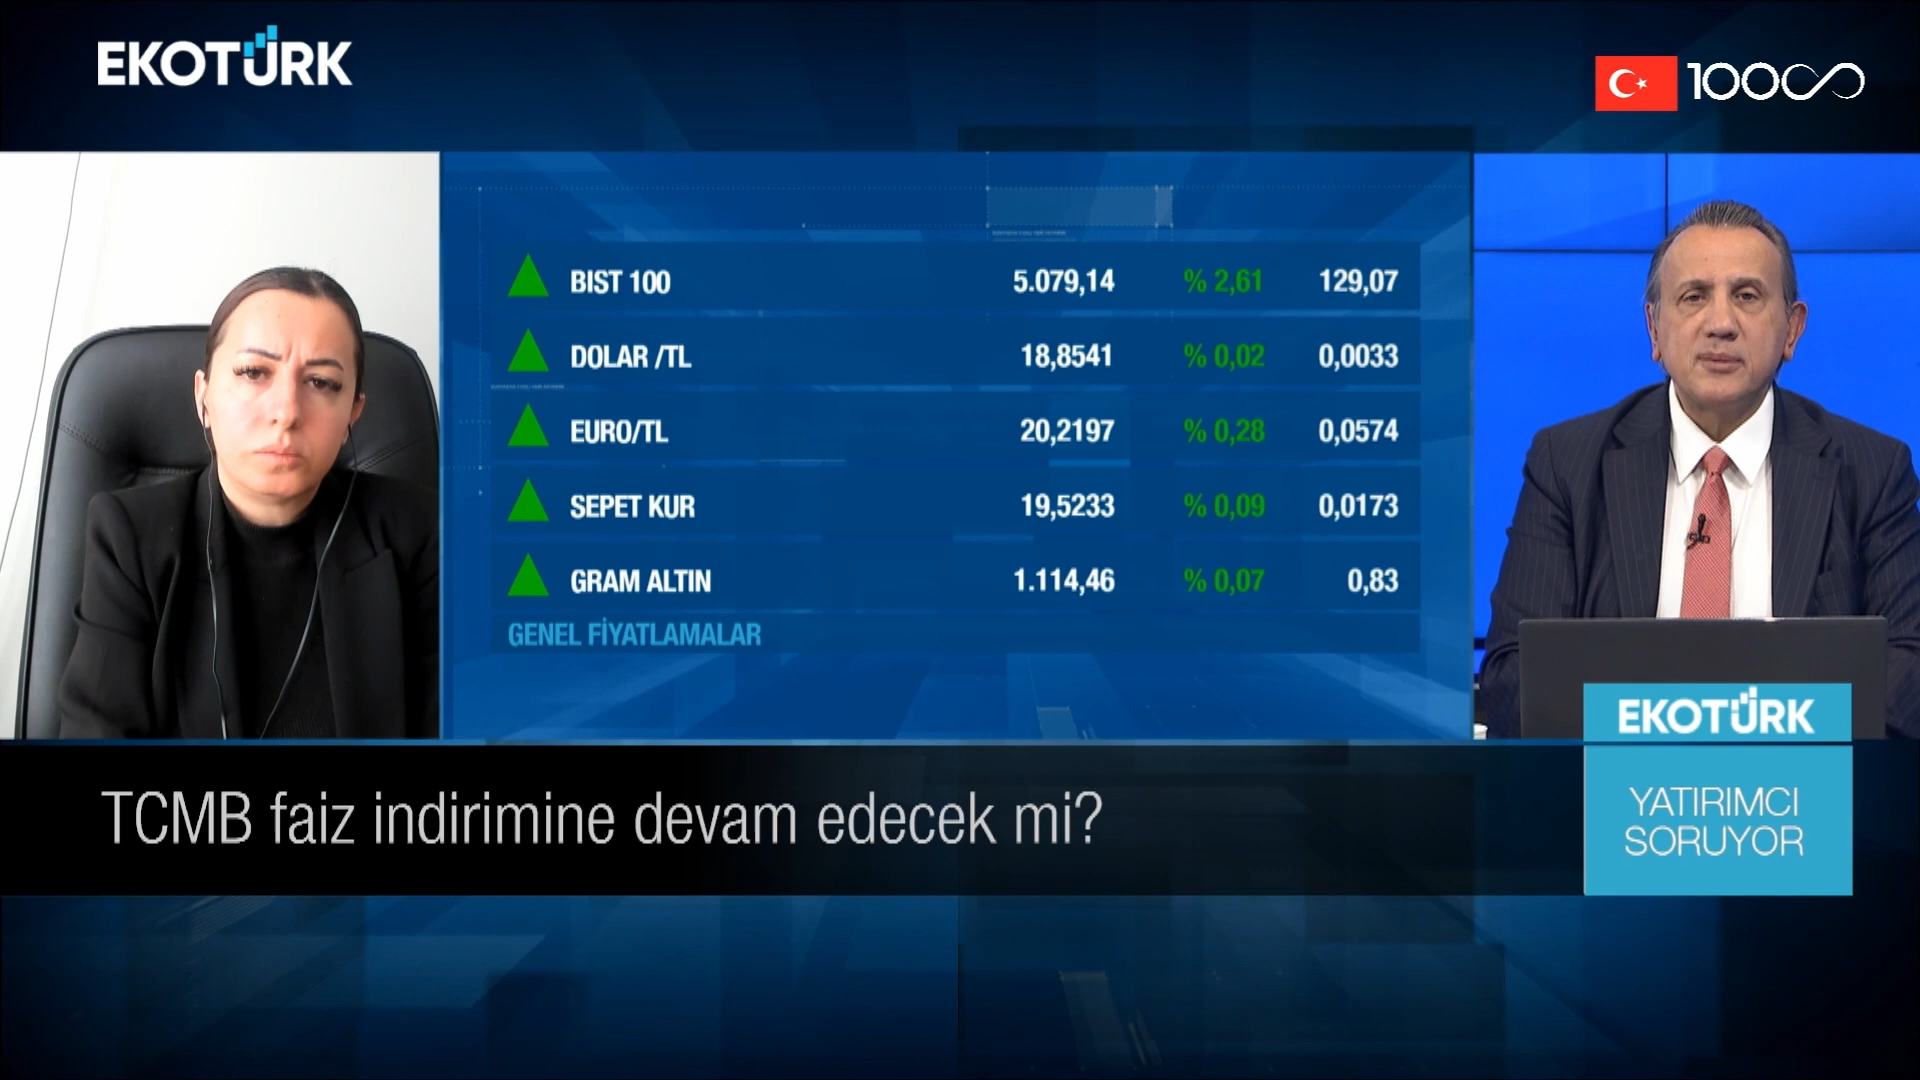 EKOTÜRK
100
BIST 100 5.079,14 % 2,61 129,07
DOLAR /TL 18,8541 % 0,02 0,0033
EURO/TL 20,2197 % 0,28 0,0574
SEPET KUR 19,5233 % 0,09 0,0173
GRAM ALTIN 1.114,46 % 0,07 0,83
GENEL FİYATLAMALAR
EKOTÜRK
TCMB faiz indirimine devam edecek mi?
YATIRIMCI
SORUYOR